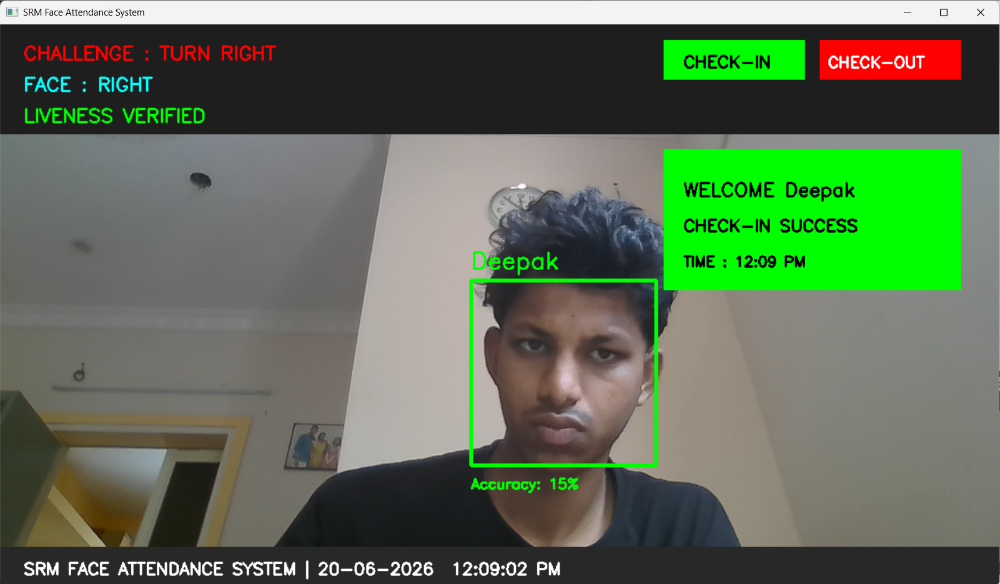 SRM Face Attendance System
CHALLENGE : TURN RIGHT
FACE : RIGHT
LIVENESS VERIFIED
CHECK-IN
CHECK-OUT
WELCOME Deepak
CHECK-IN SUCCESS
TIME : 12:09 PM
Deepak
Accuracy: 15%
SRM FACE ATTENDANCE SYSTEM | 20-06-2026 12:09:02 PM